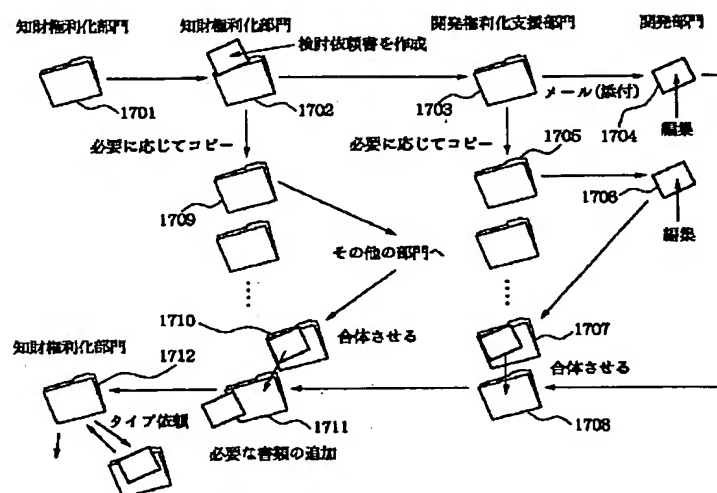 知財権利化部門
知財権利化部門
開発権利化支援部門
開発部門
検討依頼書を作成
1701
1702
1703
メール(添付)
1704
編集
必要に応じてコピー
必要に応じてコピー
1705
1706
1709
編集
その他の部門へ
1710
1707
合体させる
合体させる
知財権利化部門
1712
1711
1708
タイプ依頼
必要な書類の追加